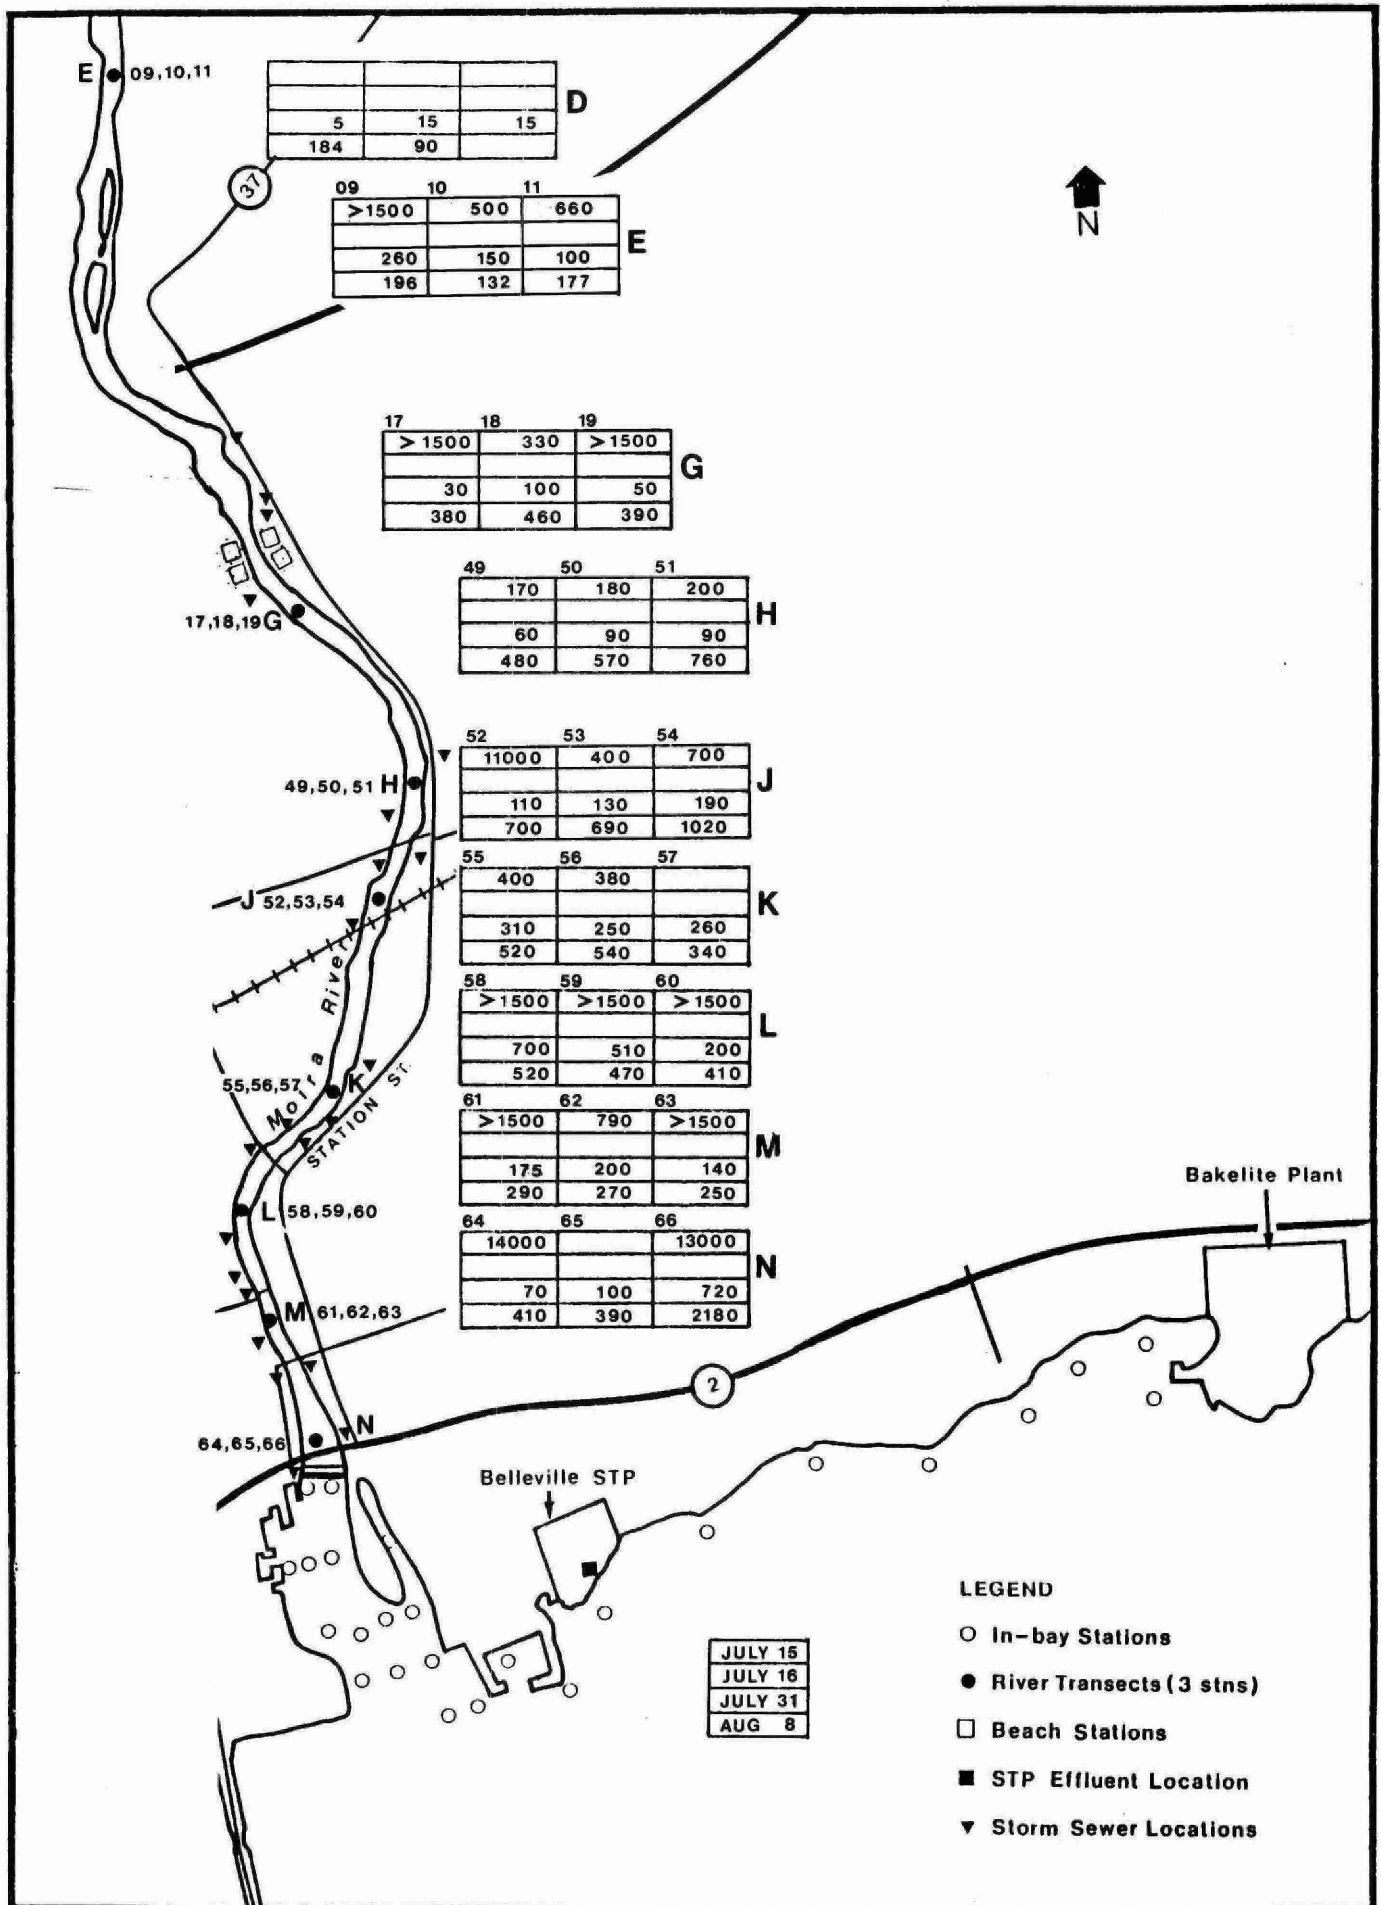 E 09,10,11
D
5 15 15
184 90
37
09 10 11
>1500 500 660
E
260 150 100
196 132 177
N
17 18 19
>1500 330 >1500
G
30 100 50
380 460 390
17,18,19 G
49 50 51
170 180 200
H
60 90 90
480 570 760
49,50,51 H
52 53 54
11000 400 700
J
110 130 190
700 690 1020
J 52,53,54
55 56 57
400 380
K
310 250 260
520 540 340
Moira River
58 59 60
>1500 >1500 >1500
L
700 510 200
520 470 410
55,56,57 K
STATION ST.
61 62 63
>1500 790 >1500
M
175 200 140
290 270 250
L 58,59,60
64 65 66
14000 13000
N
70 100 720
410 390 2180
M 61,62,63
Bakelite Plant
2
N
64,65,66
Belleville STP
JULY 15
JULY 16
JULY 31
AUG 8
LEGEND
In-bay Stations
River Transects (3 stns)
Beach Stations
STP Effluent Location
Storm Sewer Locations